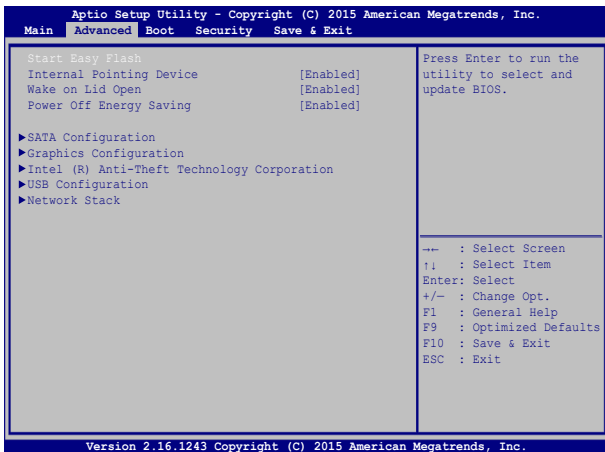 Aptio Setup Utility - Copyright (C) 2015 American Megatrends, Inc.
Main Advanced Boot Security Save & Exit
Start Easy Flash
Internal Pointing Device [Enabled]
Wake on Lid Open [Enabled]
Power Off Energy Saving [Enabled]
▶SATA Configuration
▶Graphics Configuration
▶Intel (R) Anti-Theft Technology Corporation
▶USB Configuration
▶Network Stack
Press Enter to run the
utility to select and
update BIOS.
→← : Select Screen
↑↓ : Select Item
Enter: Select
+/— : Change Opt.
F1 : General Help
F9 : Optimized Defaults
F10 : Save & Exit
ESC : Exit
Version 2.16.1243 Copyright (C) 2015 American Megatrends, Inc.